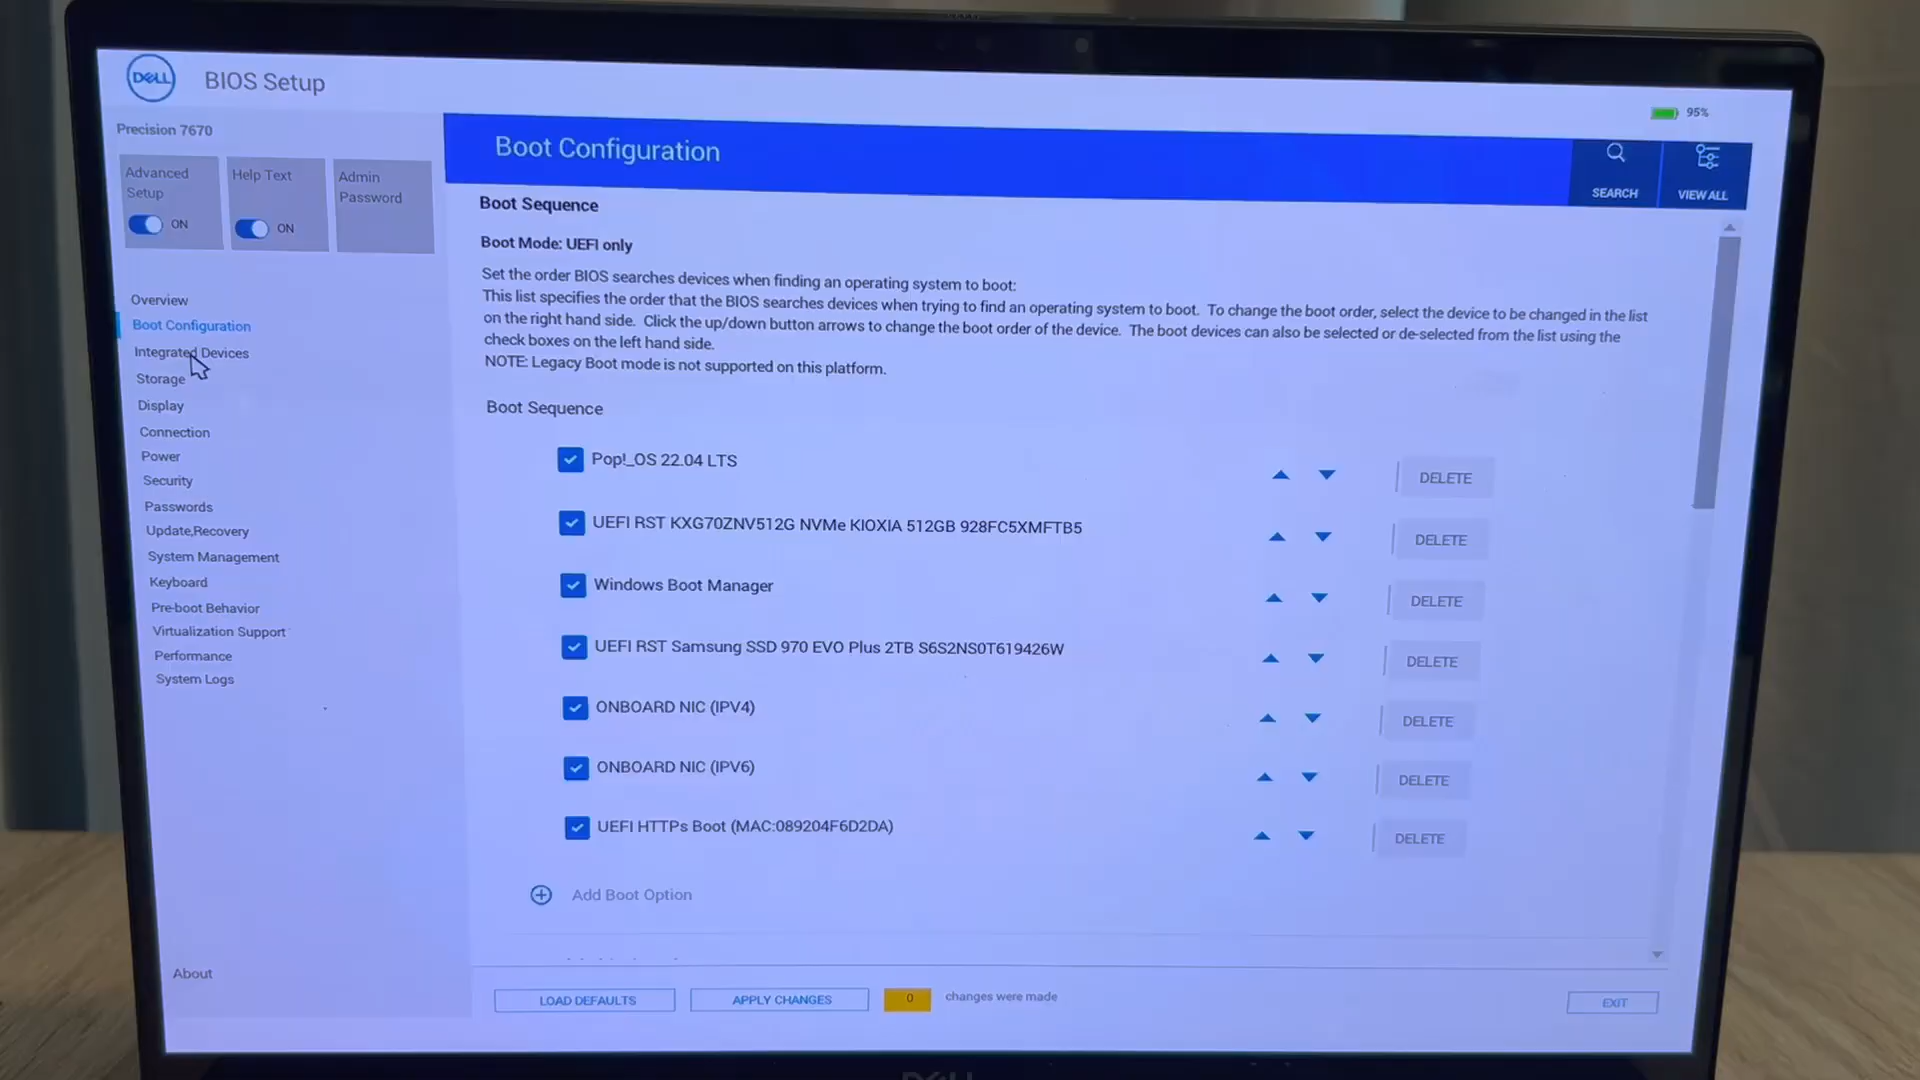 DELL
BIOS Setup
95%
Precision 7670
Advanced Setup
ON
Help Text
ON
Admin Password
Overview
Boot Configuration
Integrated Devices
Storage
Display
Connection
Power
Security
Passwords
Update,Recovery
System Management
Keyboard
Pre-boot Behavior
Virtualization Support
Performance
System Logs
About
Boot Configuration
SEARCH
VIEW ALL
Boot Sequence
Boot Mode: UEFI only
Set the order BIOS searches devices when finding an operating system to boot:
This list specifies the order that the BIOS searches devices when trying to find an operating system to boot. To change the boot order, select the device to be changed in the list
on the right hand side. Click the up/down button arrows to change the boot order of the device. The boot devices can also be selected or de-selected from the list using the
check boxes on the left hand side.
NOTE: Legacy Boot mode is not supported on this platform.
Boot Sequence
Pop!_OS 22.04 LTS
DELETE
UEFI RST KXG70ZNV512G NVMe KIOXIA 512GB 928FC5XMFTB5
DELETE
Windows Boot Manager
DELETE
UEFI RST Samsung SSD 970 EVO Plus 2TB S6S2NS0T619426W
DELETE
ONBOARD NIC (IPV4)
DELETE
ONBOARD NIC (IPV6)
DELETE
UEFI HTTPs Boot (MAC:089204F6D2DA)
DELETE
Add Boot Option
LOAD DEFAULTS
APPLY CHANGES
0
changes were made
EXIT
DELL